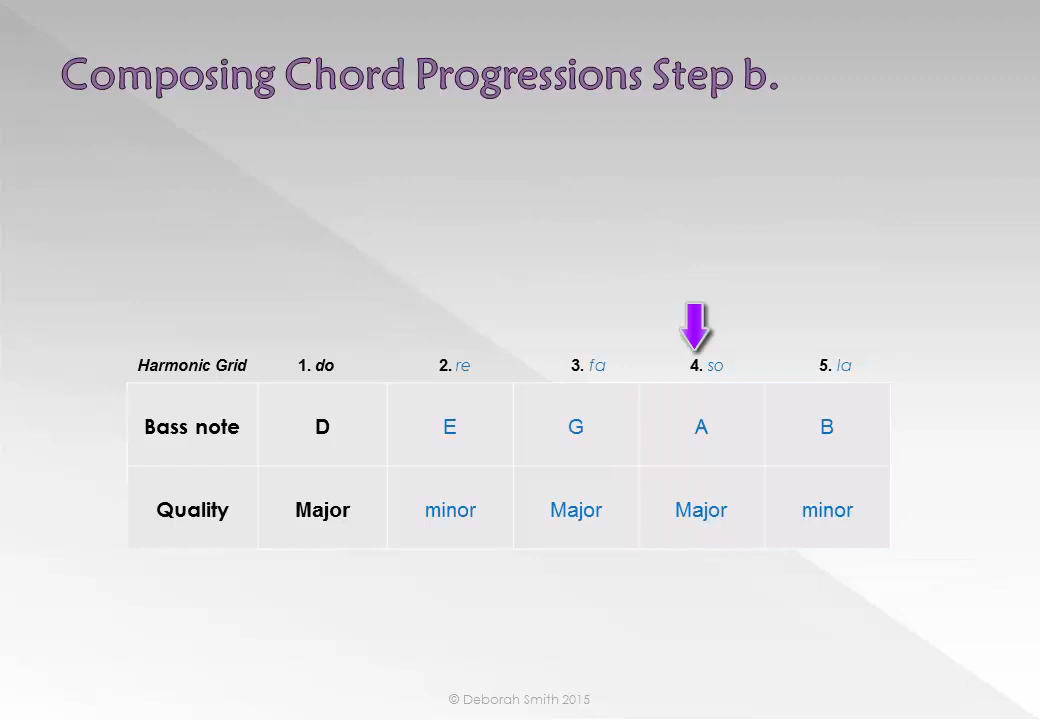 Composing Chord Progressions Step b.
Harmonic Grid 1. do 2. re 3. fa 4. so 5. la
Bass note D E G A B
Quality Major minor Major Major minor
© Deborah Smith 2015